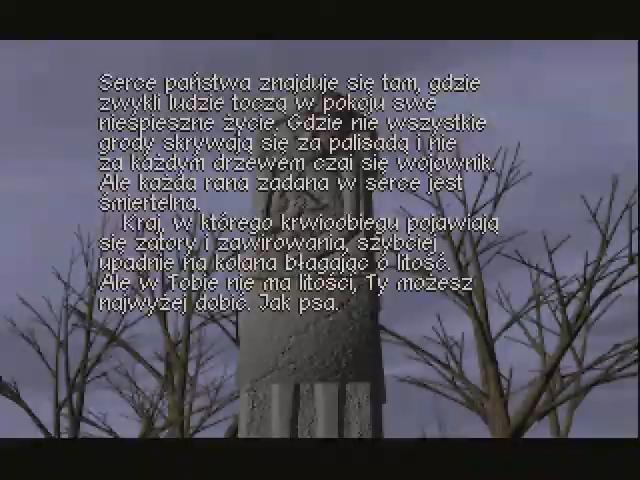 Serce państwa znajduje się tam, gdzie
zwykli ludzie toczą w pokoju swe
nieśpieszne życie. Gdzie nie wszystkie
grody skrywają się za palisadą i nie
za każdym drzewem czai się wojownik.
Ale każda rana zadana w serce jest
śmiertelna.
Kraj, w którego krwioobiegu pojawiają
się zatory i zawirowania, szybciej
upadnie na kolana błagając o litość.
Ale w Tobie nie ma litości, Ty możesz
najwyżej dobić. Jak psa.